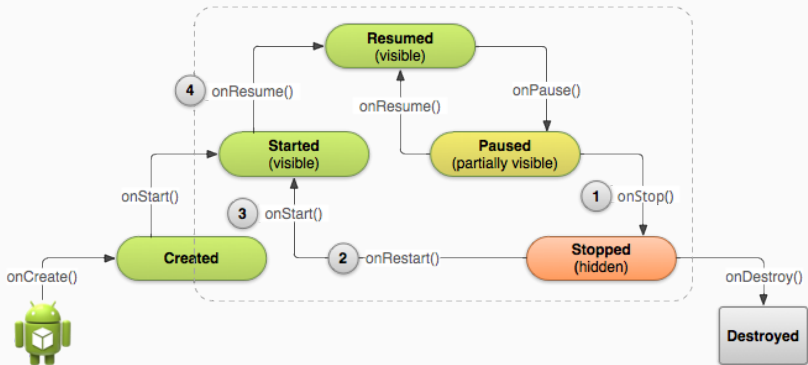 Resumed
(visible)
4
onResume()
onResume()
onPause()
Started
(visible)
Paused
(partially visible)
onStart()
3
onStart()
1
onStop()
Created
2
onRestart()
Stopped
(hidden)
onCreate()
onDestroy()
Destroyed